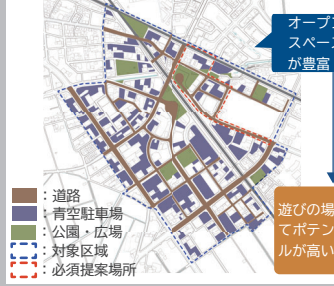 オープン
スペース
が豊富
遊びの場
てポテン
ルが高い
：道路
：青空駐車場
：公園・広場
：対象区域
：必須提案場所